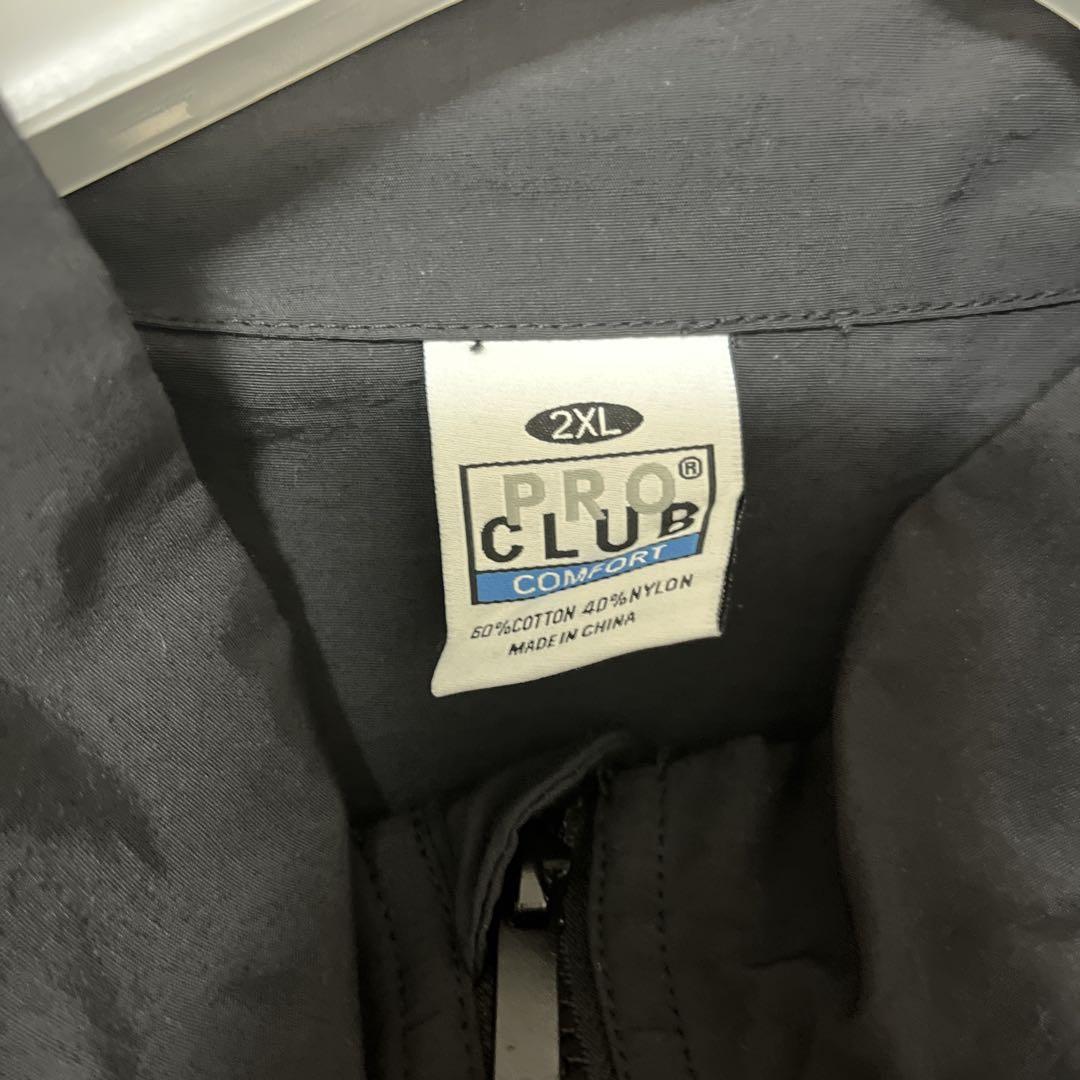 2XL
PRO®
CLUB
COMFORT
60%COTTON 40%NYLON
MADE IN CHINA